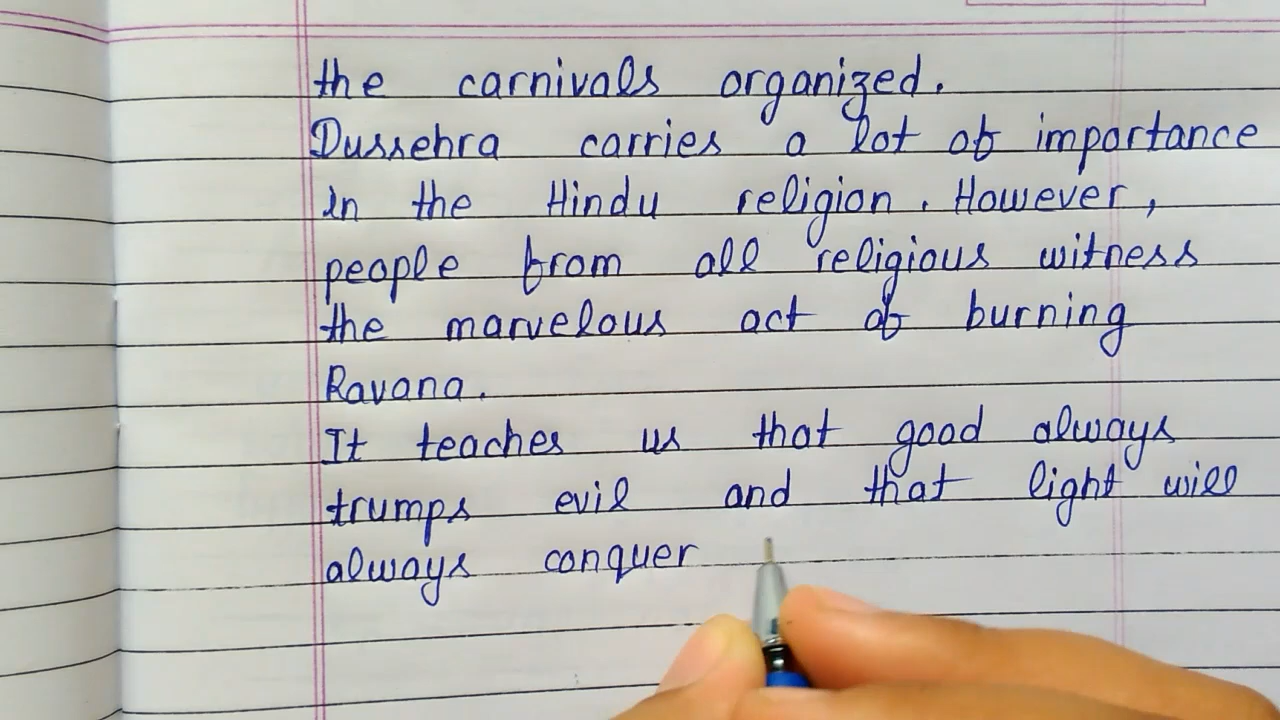 the carnivals organized.
Dussehra carries a lot of importance
in the Hindu religion. However,
people from all religious witness
the marvelous act of burning
Ravana.
It teaches us that good always
trumps evil and that light will
always conquer